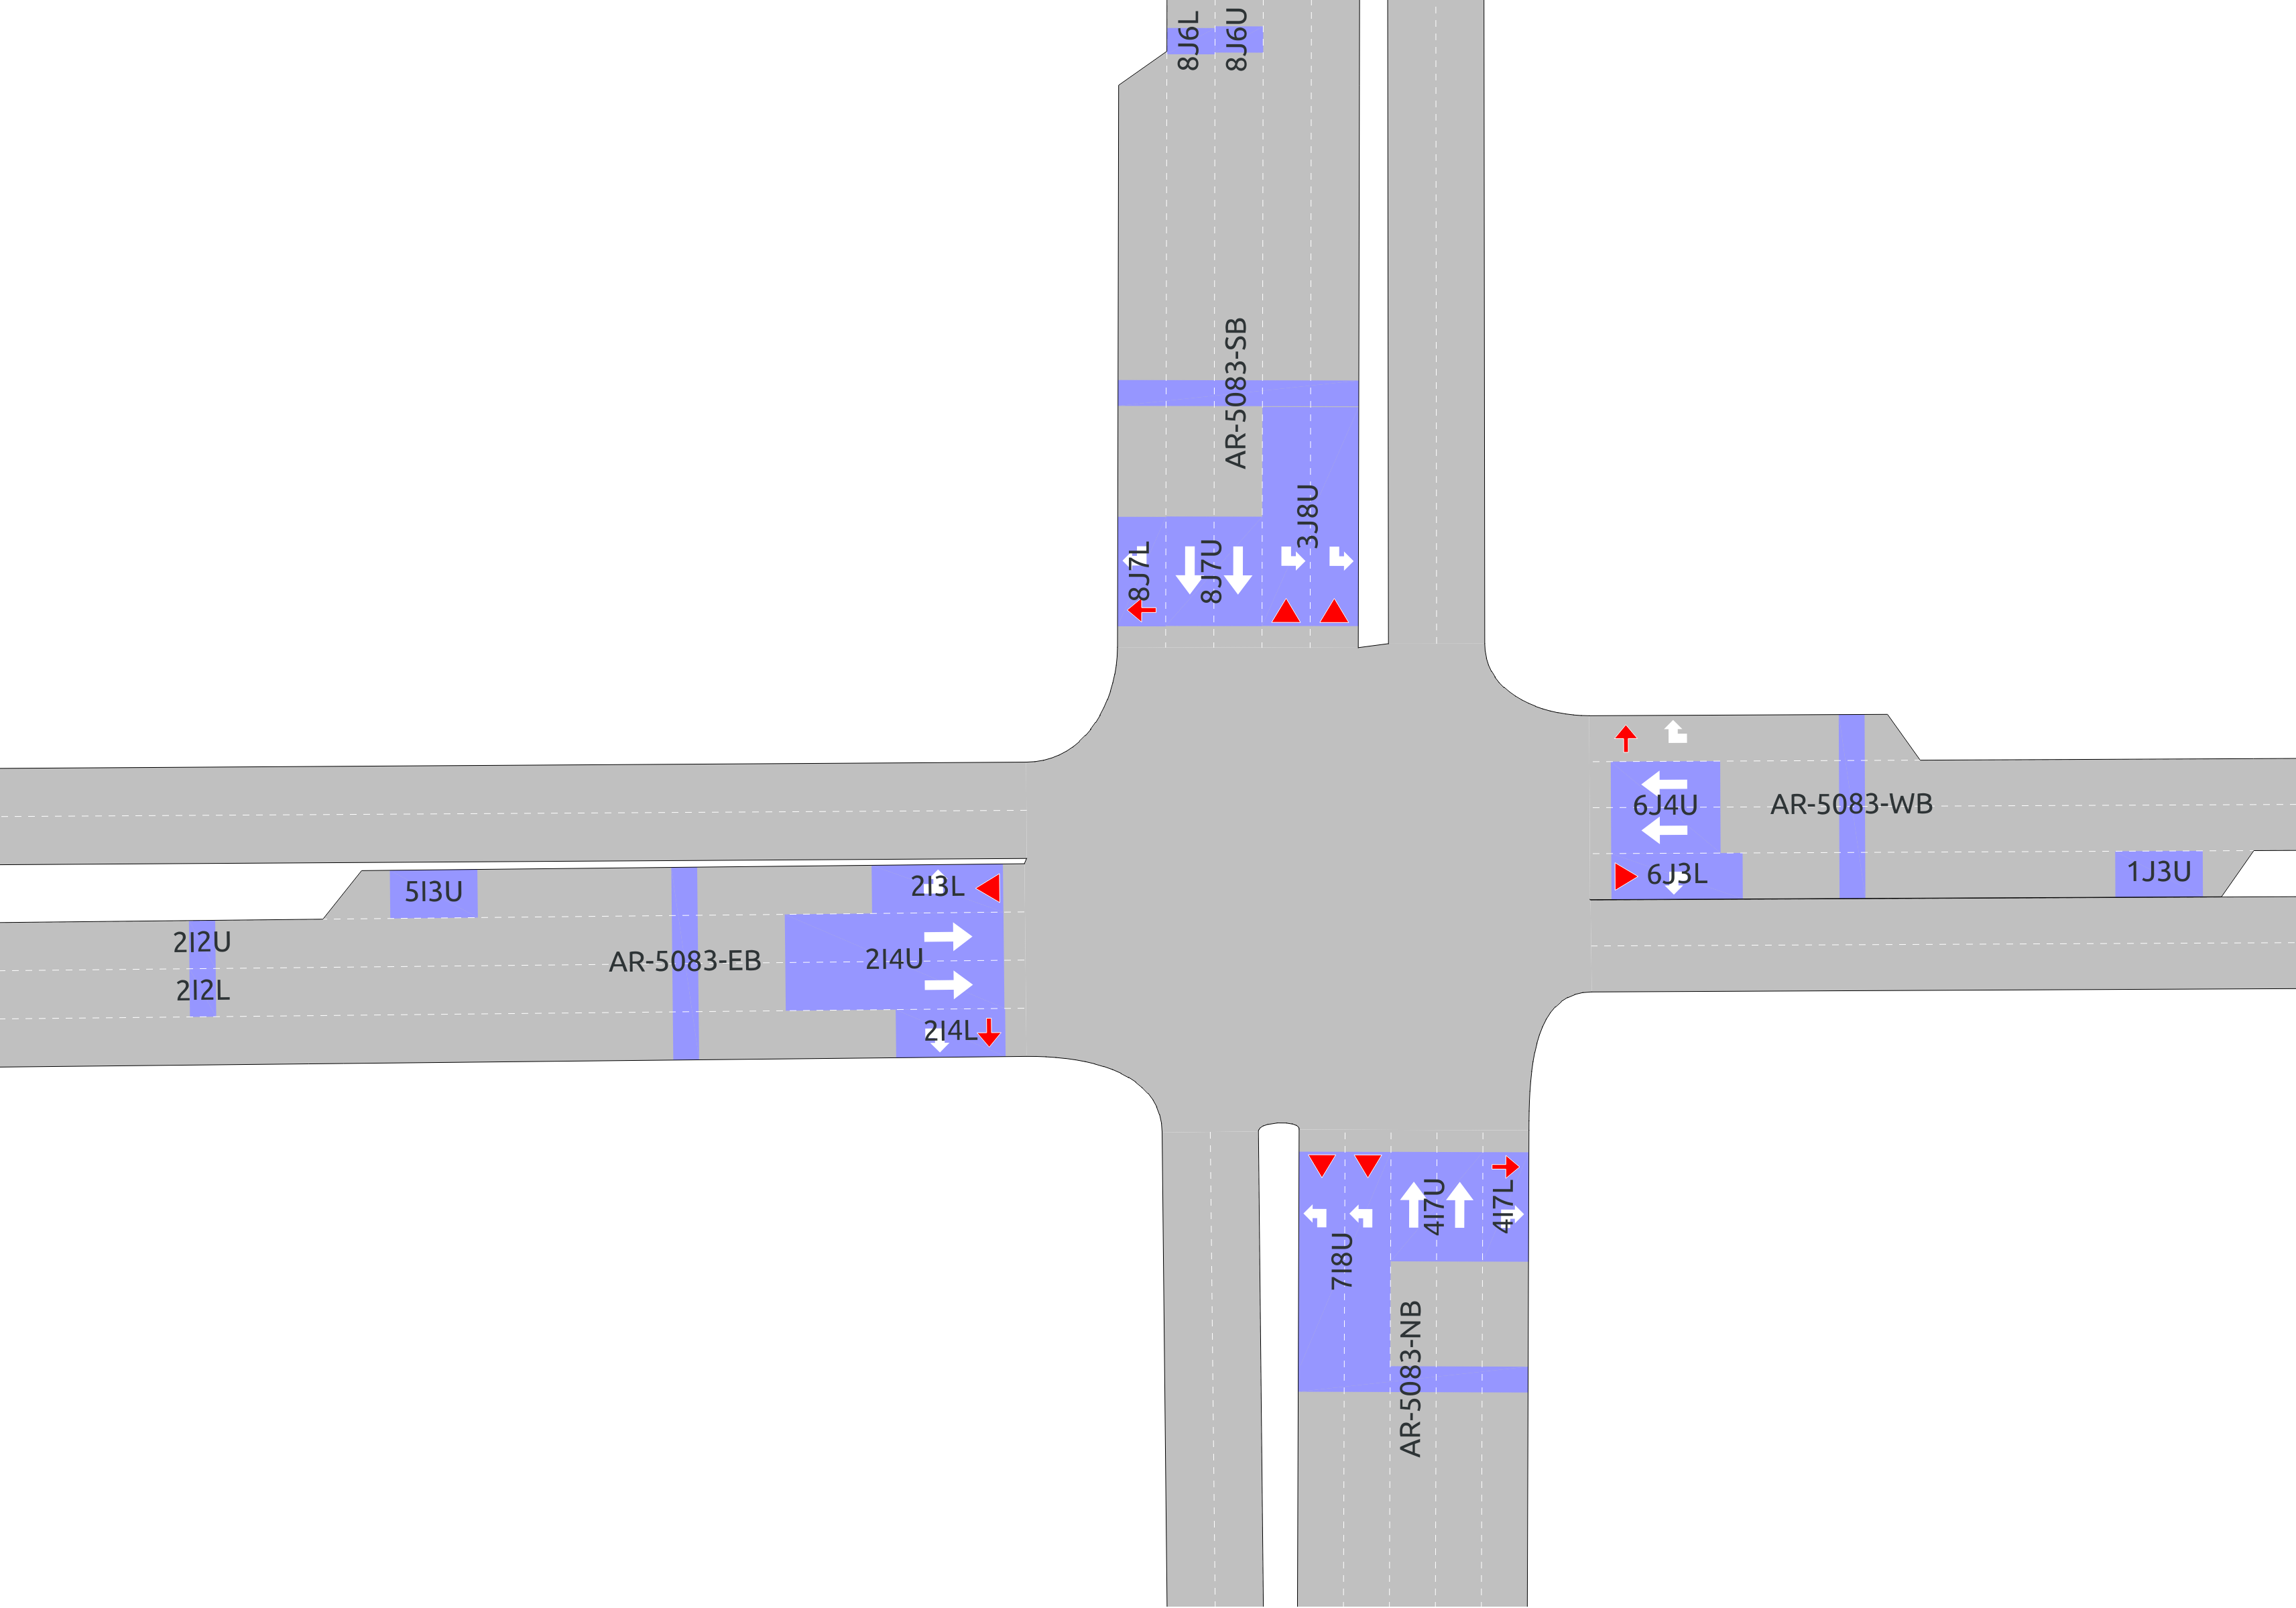 8J6L
8J6U
AR-5083-SB
3J8U
8J7L
8J7U
6J4U
AR-5083-WB
6J3L
1J3U
5I3U
2I3L
2I2U
AR-5083-EB
2I4U
2I2L
2I4L
4I7U
4I7L
7I8U
AR-5083-NB